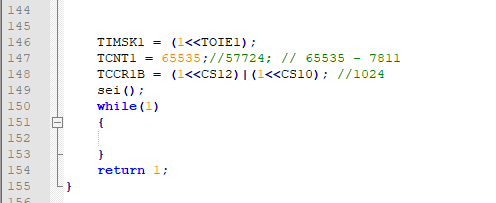 144
145
146 TIMSK1 = (1<<TOIE1);
147 TCNT1 = 65535;//57724; // 65535 - 7811
148 TCCR1B = (1<<CS12)|(1<<CS10); //1024
149 sei();
150 while(1)
151 {
152
153 }
154 return 1;
155 }
156